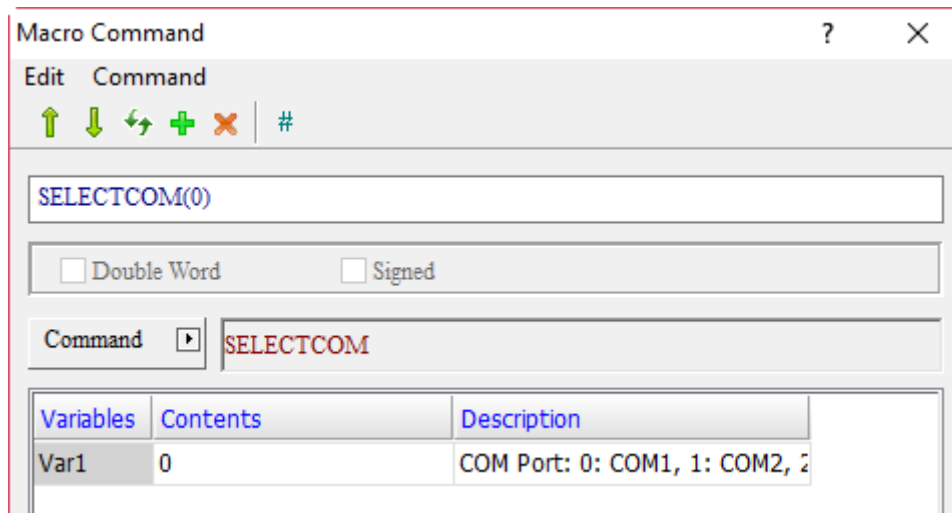 Macro Command ? ×
Edit Command
#
SELECTCOM(0)
Double Word Signed
Command SELECTCOM
Variables Contents Description
Var1 0 COM Port: 0: COM1, 1: COM2, 2